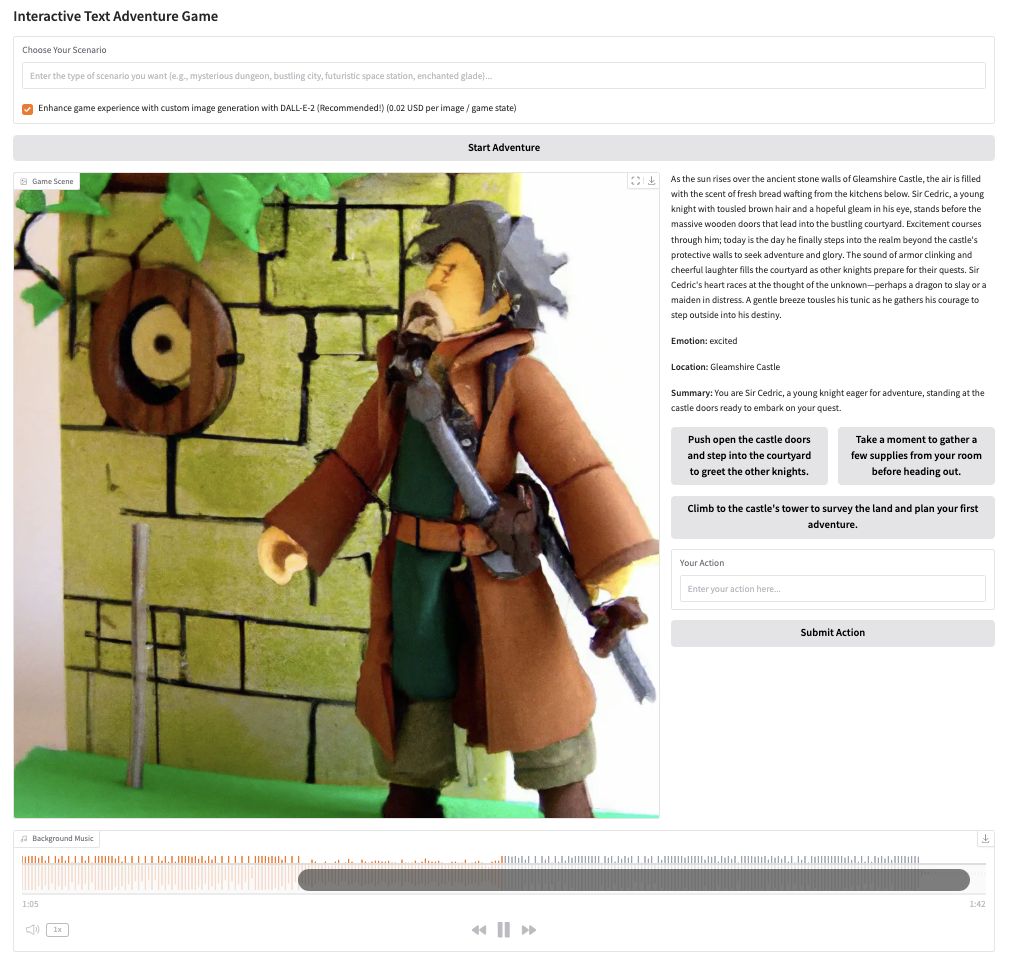 Interactive Text Adventure Game
Choose Your Scenario
Enter the type of scenario you want (e.g., mysterious dungeon, bustling city, futuristic space station, enchanted glade)...
Enhance game experience with custom image generation with DALL-E-2 (Recommended!) (0.02 USD per image / game state)
Start Adventure
Game Scene
As the sun rises over the ancient stone walls of Gleamshire Castle, the air is filled
with the scent of fresh bread wafting from the kitchens below. Sir Cedric, a young
knight with tousled brown hair and a hopeful gleam in his eye, stands before the
massive wooden doors that lead into the bustling courtyard. Excitement courses
through him; today is the day he finally steps into the realm beyond the castle's
protective walls to seek adventure and glory. The sound of armor clinking and
cheerful laughter fills the courtyard as other knights prepare for their quests. Sir
Cedric's heart races at the thought of the unknown—perhaps a dragon to slay or a
maiden in distress. A gentle breeze tousles his tunic as he gathers his courage to
step outside into his destiny.
Emotion: excited
Location: Gleamshire Castle
Summary: You are Sir Cedric, a young knight eager for adventure, standing at the
castle doors ready to embark on your quest.
Push open the castle doors
and step into the courtyard
to greet the other knights.
Take a moment to gather a
few supplies from your room
before heading out.
Climb to the castle's tower to survey the land and plan your first
adventure.
Your Action
Enter your action here...
Submit Action
Background Music
1:05
1:42
1x